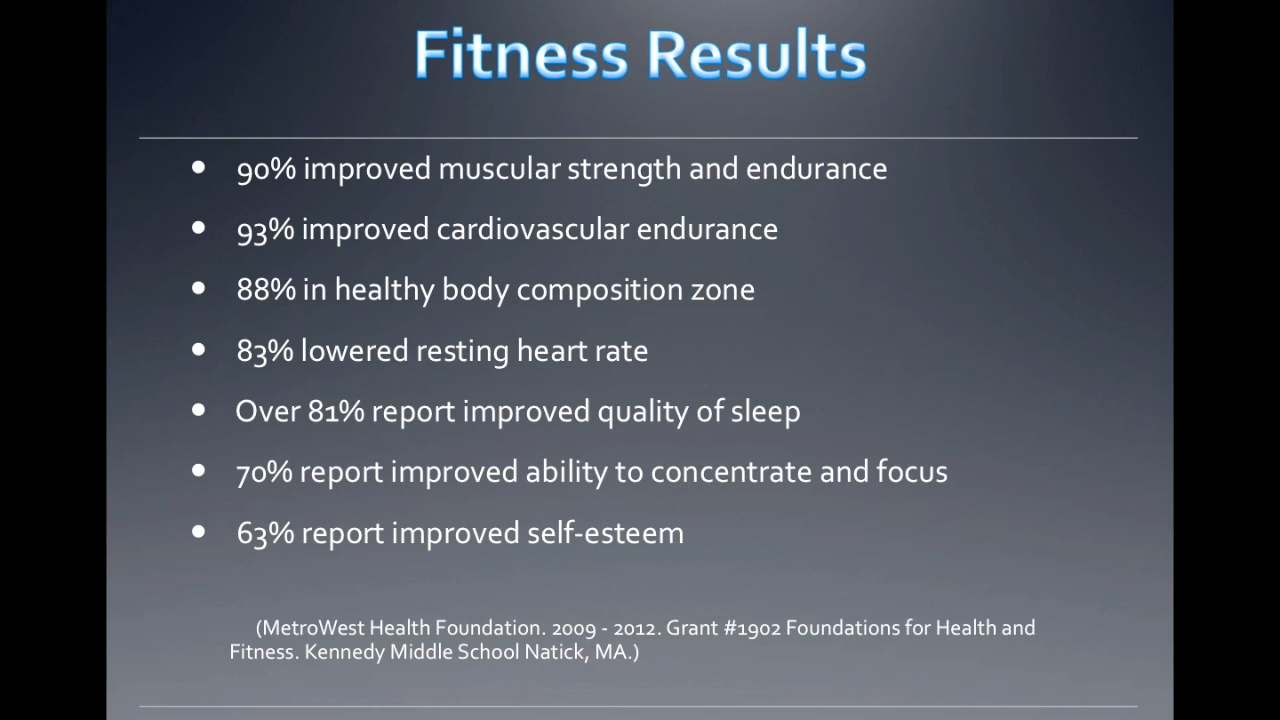 Fitness Results
• 90% improved muscular strength and endurance
• 93% improved cardiovascular endurance
• 88% in healthy body composition zone
• 83% lowered resting heart rate
• Over 81% report improved quality of sleep
• 70% report improved ability to concentrate and focus
• 63% report improved self-esteem
(MetroWest Health Foundation. 2009 - 2012. Grant #1902 Foundations for Health and
Fitness. Kennedy Middle School Natick, MA.)